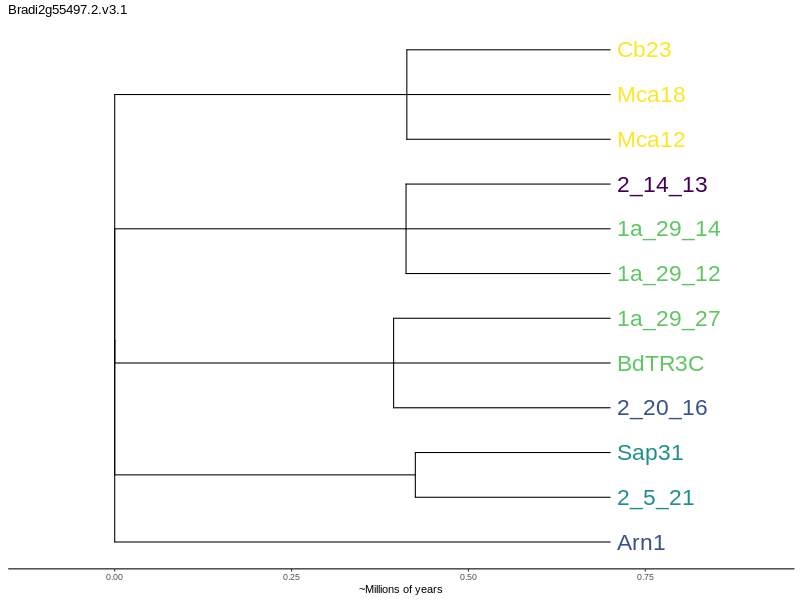 Bradi2g55497.2.v3.1
Cb23
Mca18
Mca12
2_14_13
1a_29_14
1a_29_12
1a_29_27
BdTR3C
2_20_16
Sap31
2_5_21
Arn1
0.00 0.25 0.50 0.75
~Millions of years